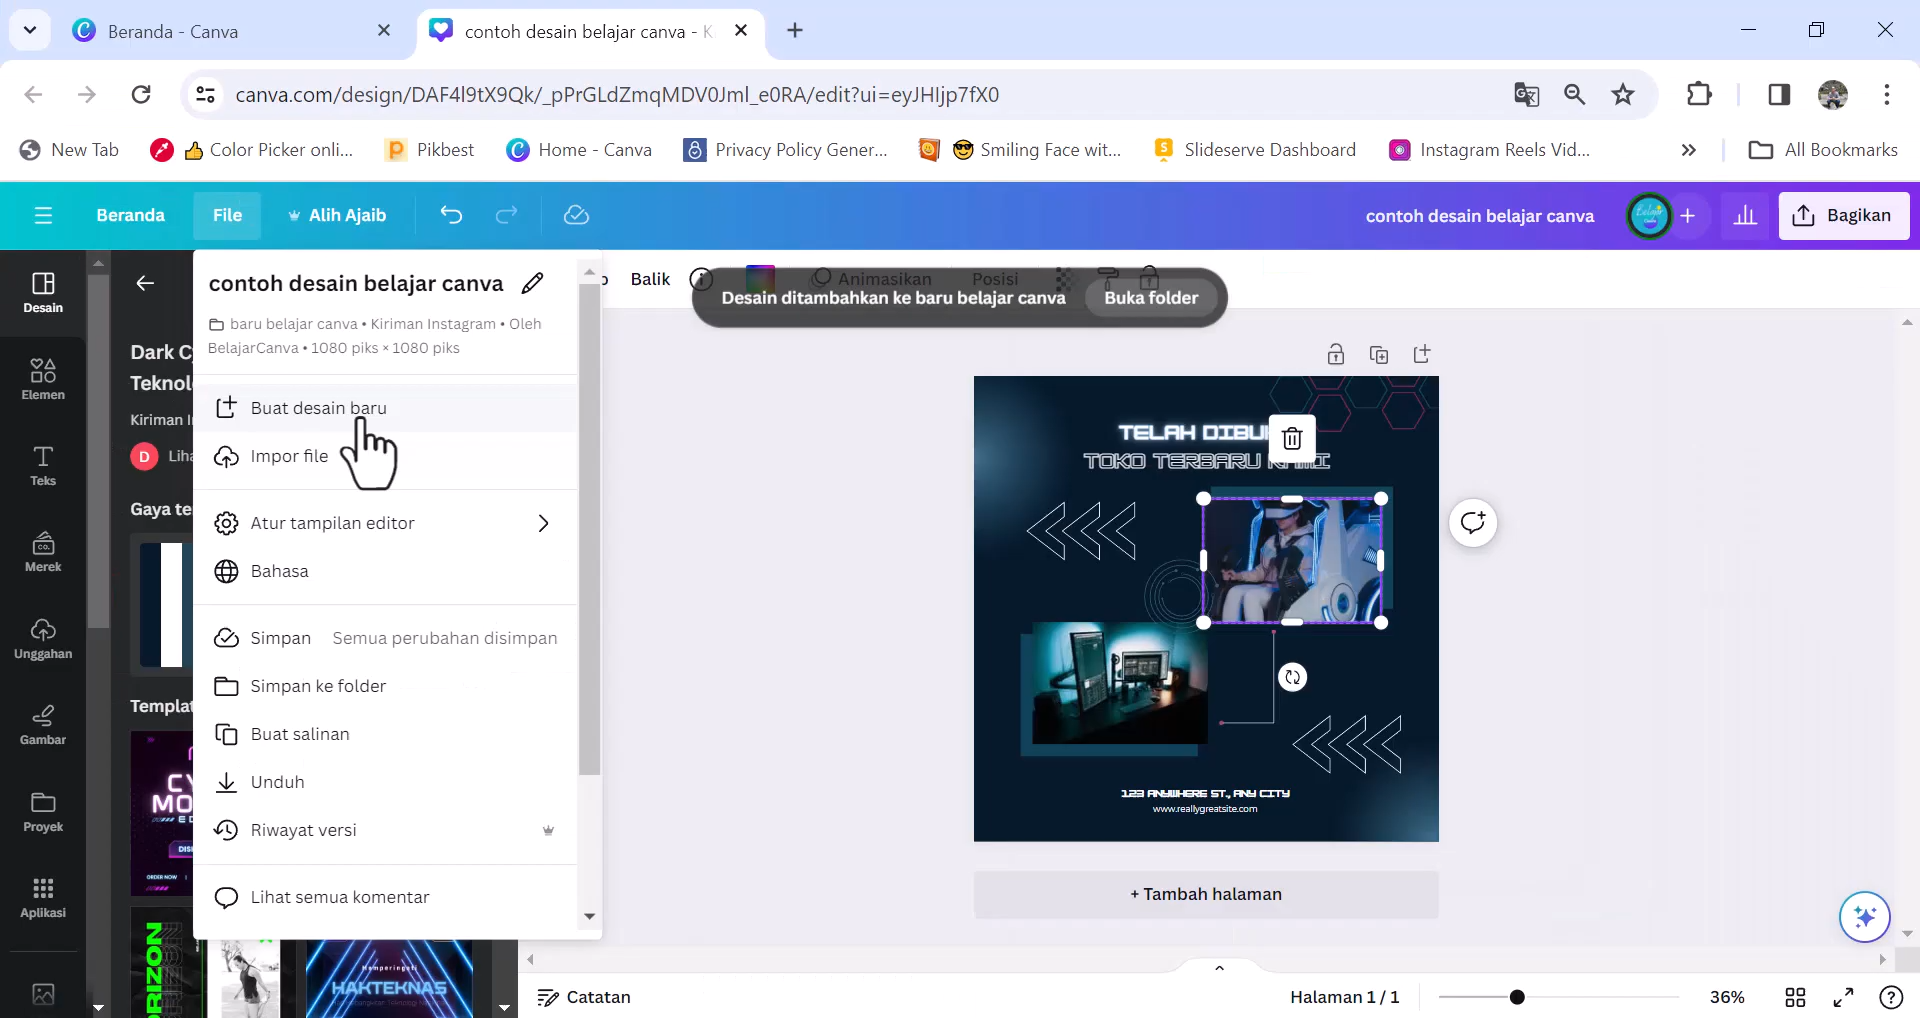 Beranda - Canva
contoh desain belajar canva - K
canva.com/design/DAF4l9tX9Qk/_pPrGLdZmqMDV0Jml_e0RA/edit?ui=eyJHIjp7fX0
New Tab
Color Picker onli...
Pikbest
Home - Canva
Privacy Policy Gener...
Smiling Face wit...
Slideserve Dashboard
Instagram Reels Vid...
All Bookmarks
Beranda
File
Alih Ajaib
contoh desain belajar canva
Bagikan
Desain
Elemen
Teks
Merek
Unggahan
Gambar
Proyek
Aplikasi
Dark C
Teknol
Kiriman I
D Liha
Gaya te
Templat
contoh desain belajar canva
baru belajar canva • Kiriman Instagram • Oleh
BelajarCanva • 1080 piks × 1080 piks
Buat desain baru
Impor file
Atur tampilan editor
Bahasa
Simpan Semua perubahan disimpan
Simpan ke folder
Buat salinan
Unduh
Riwayat versi
Lihat semua komentar
Balik
Animasikan
Posisi
Desain ditambahkan ke baru belajar canva
Buka folder
TELAH DIBU
TOKO TERBARU KAMI
123 ANYWHERE ST., ANY CITY
www.reallygreatsite.com
+ Tambah halaman
ORDER NOW
Memperingati
HAKTEKNAS
Catatan
Halaman 1 / 1
36%